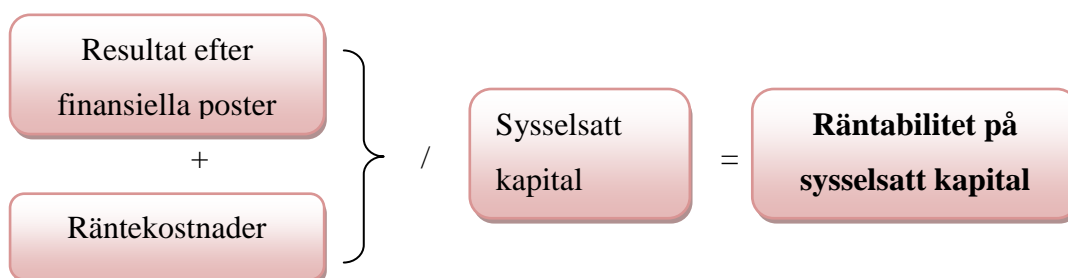 Resultat efter
finansiella poster
+
Räntekostnader
/
Sysselsatt
kapital
=
Räntabilitet på
sysselsatt kapital